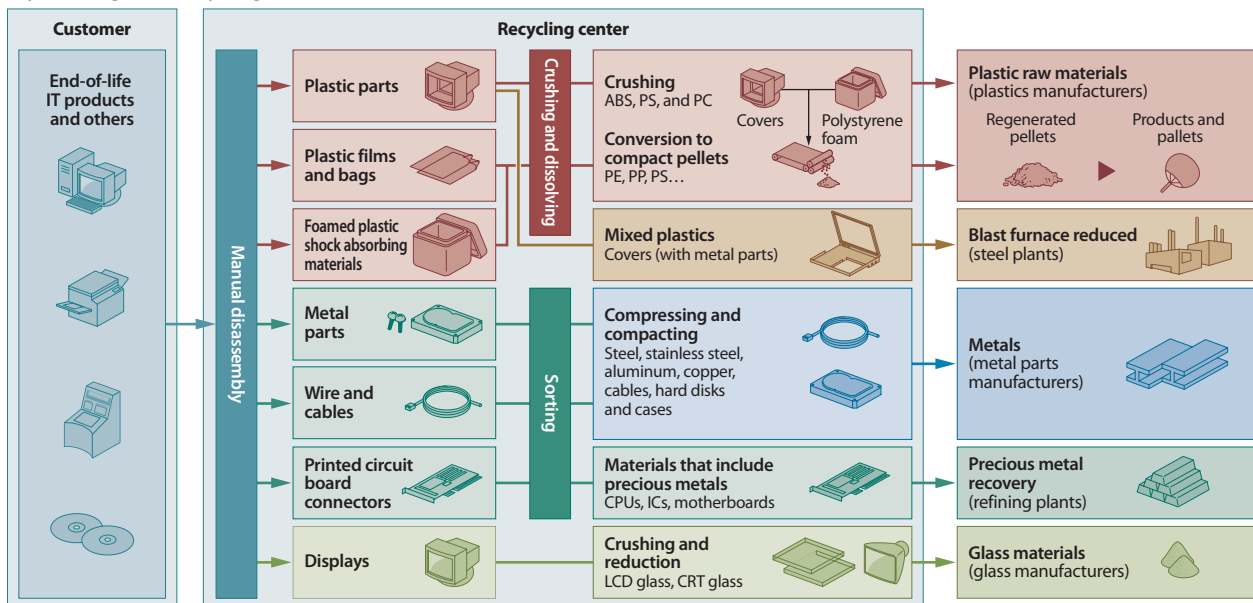 Customer
Recycling center
End-of-life
IT products
and others
Manual disassembly
Plastic parts
Plastic films
and bags
Foamed plastic
shock absorbing
materials
Metal
parts
Wire and
cables
Printed circuit
board
connectors
Displays
Crushing and dissolving
Sorting
Crushing
ABS, PS, and PC
Covers
Polystyrene
foam
Conversion to
compact pellets
PE, PP, PS…
Mixed plastics
Covers (with metal parts)
Compressing and
compacting
Steel, stainless steel,
aluminum, copper,
cables, hard disks
and cases
Materials that include
precious metals
CPUs, ICs, motherboards
Crushing and
reduction
LCD glass, CRT glass
Plastic raw materials
(plastics manufacturers)
Regenerated
pellets
Products and
pallets
Blast furnace reduced
(steel plants)
Metals
(metal parts
manufacturers)
Precious metal
recovery
(refining plants)
Glass materials
(glass manufacturers)